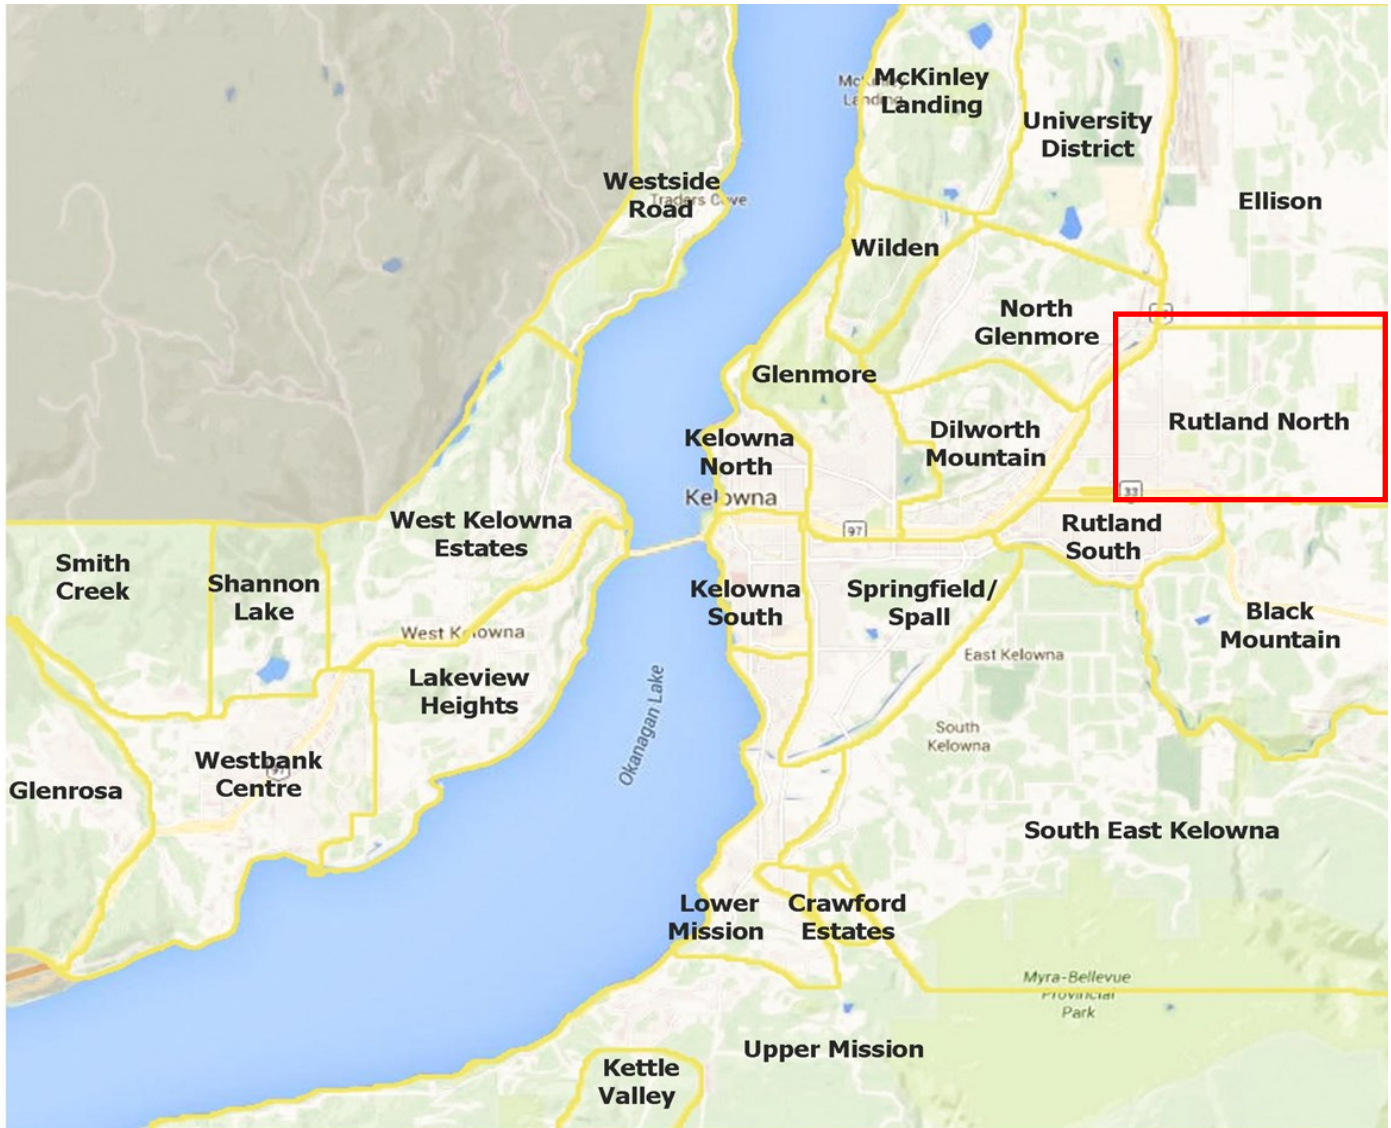 McKinley
Landing
McKinley
Landing
University
District
Westside
Road
Traders Cove
Ellison
Wilden
North
Glenmore
Glenmore
Rutland North
Dilworth
Mountain
Kelowna
North
Kelowna
33
97
West Kelowna
Estates
Rutland
South
Smith
Creek
Shannon
Lake
Kelowna
South
Springfield/
Spall
Black
Mountain
West Kelowna
East Kelowna
Lakeview
Heights
Okanagan Lake
South
Kelowna
Westbank
Centre
97
Glenrosa
South East Kelowna
Lower
Mission
Crawford
Estates
Myra-Bellevue
Provincial
Park
Upper Mission
Kettle
Valley